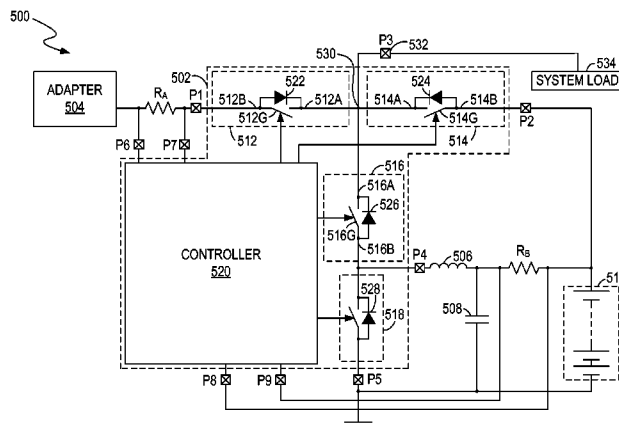 500
P3
532
534
SYSTEM LOAD
ADAPTER
504
RA
P1
502
522
530
524
512B
512A
512G
512
514A
514B
514G
514
P2
P6
P7
516
516A
526
516G
516B
CONTROLLER
520
P4
506
RB
528
518
508
51
P8
P9
P5